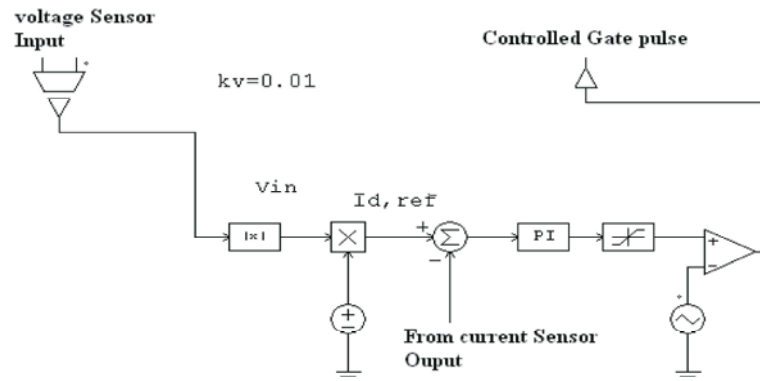 voltage Sensor
Input
Controlled Gate pulse
kv=0.01
Vin
Id,ref
|x|
PI
From current Sensor
Ouput